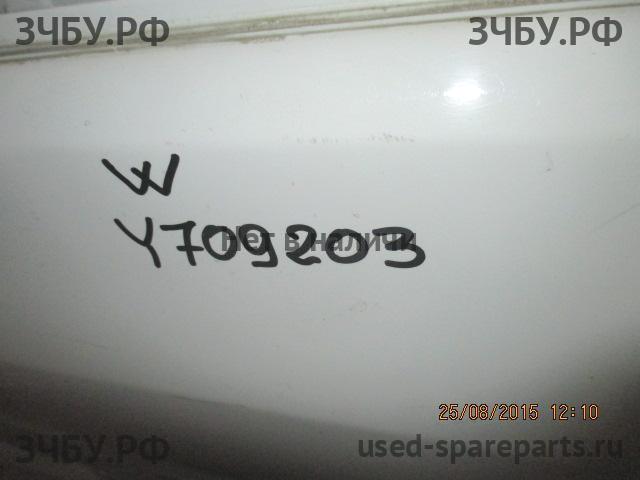 ЗЧБУ.РФ ЗЧБУ.РФ
W
Y709203
нет в наличи
25/08/2015 12:10
ЗЧБУ.РФ used-spareparts.ru